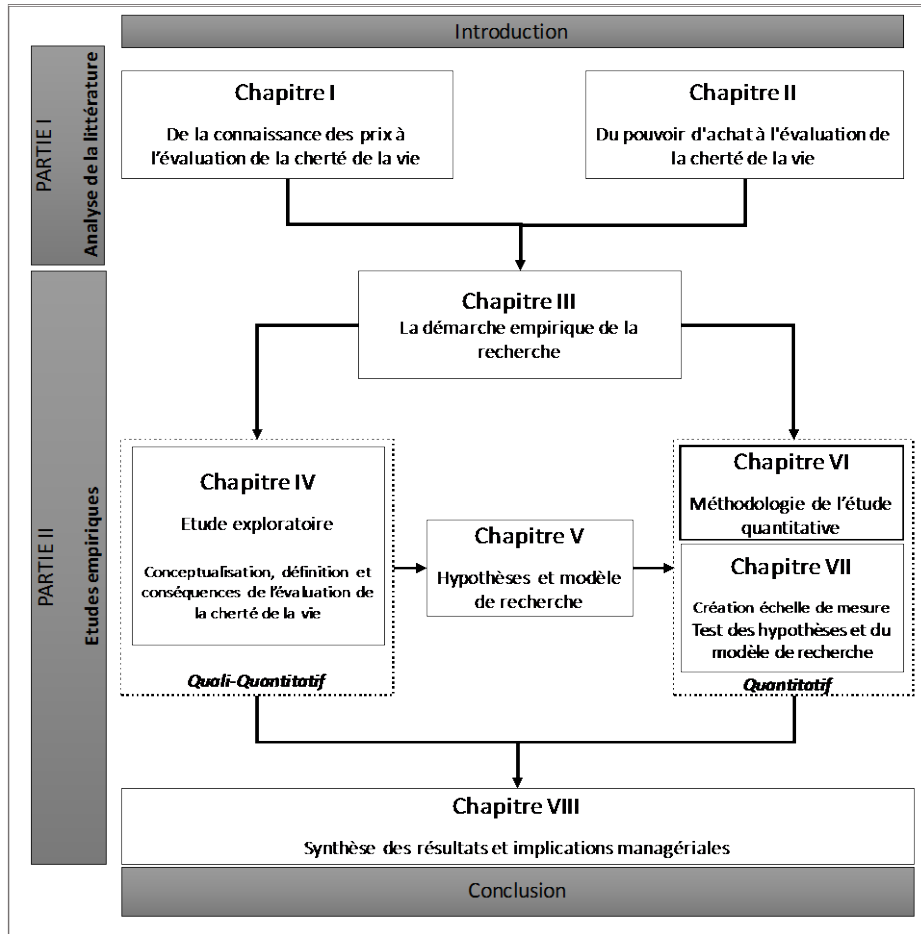 Introduction
PARTIE I
Analyse de la littérature
Chapitre I
De la connaissance des prix à
l’évaluation de la cherté de la vie
Chapitre II
Du pouvoir d'achat à l'évaluation de
la cherté de la vie
PARTIE II
Etudes empiriques
Chapitre III
La démarche empirique de la
recherche
Chapitre IV
Etude exploratoire
Conceptualisation, définition et
conséquences de l’évaluation de
la cherté de la vie
Quali-Quantitatif
Chapitre V
Hypothèses et modèle
de recherche
Chapitre VI
Méthodologie de l’étude
quantitative
Chapitre VII
Création échelle de mesure
Test des hypothèses et du
modèle de recherche
Quantitatif
Chapitre VIII
Synthèse des résultats et implications managériales
Conclusion